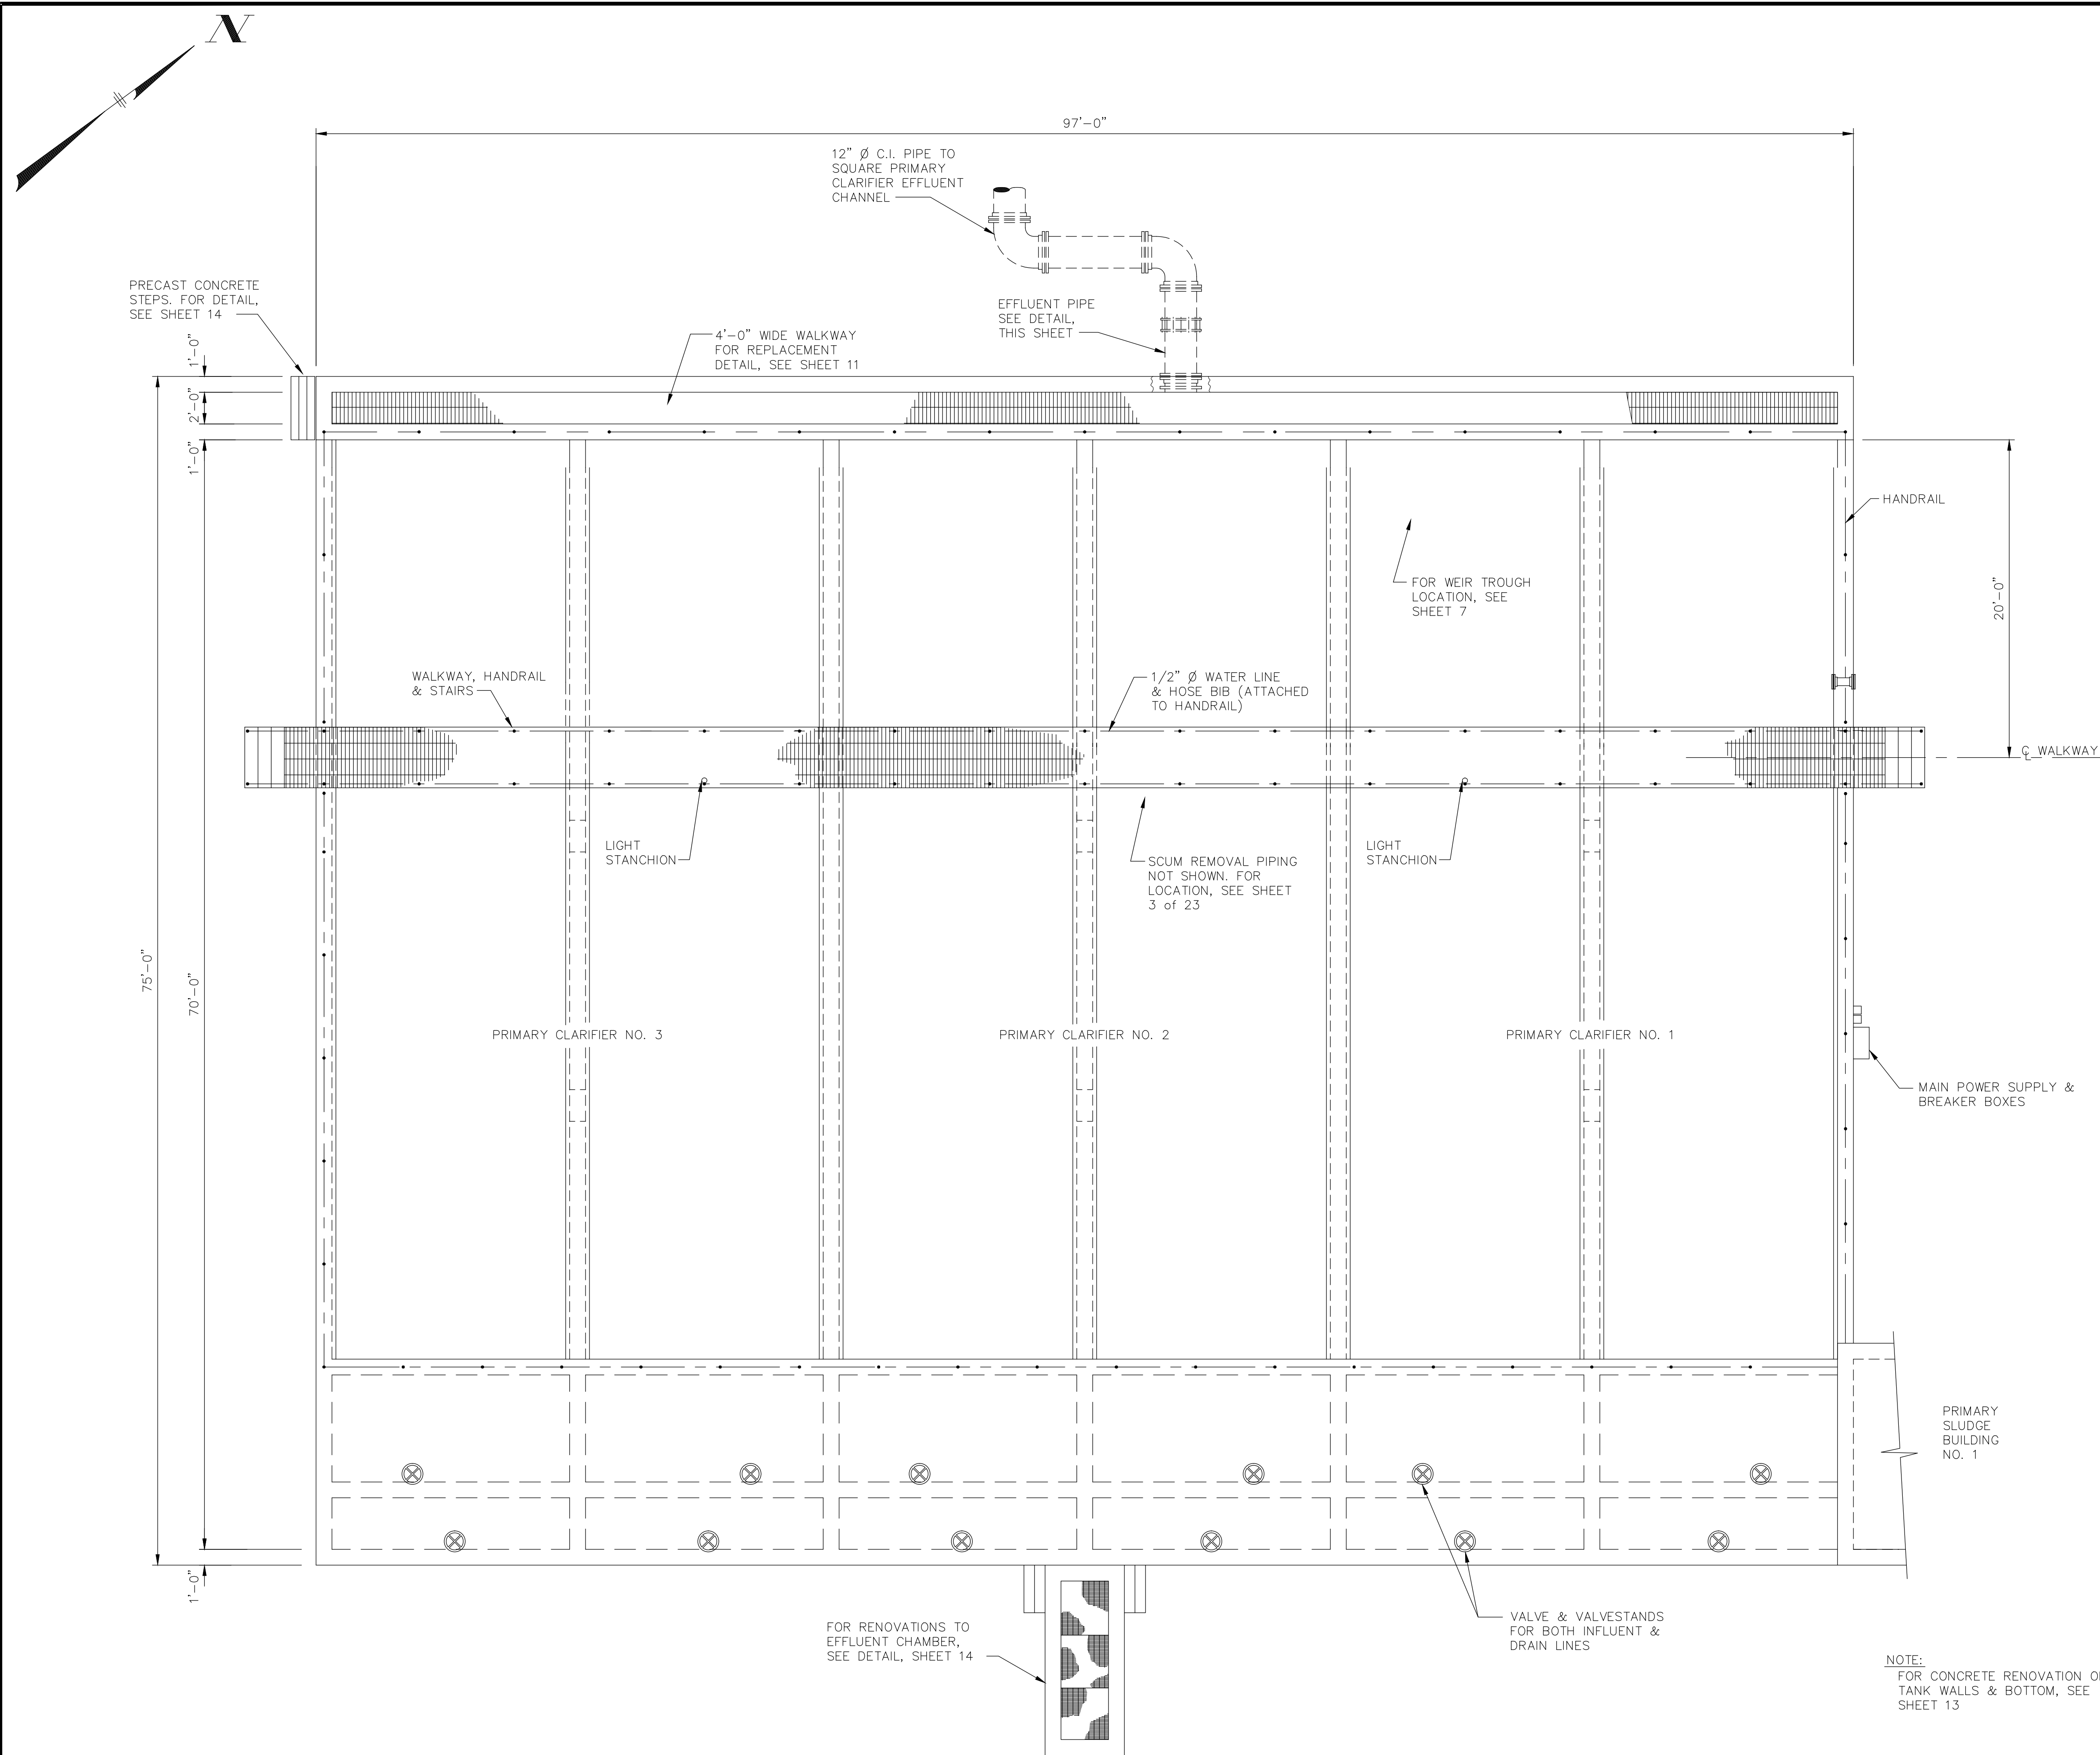 N
97'-0"
12" Ø C.I. PIPE TO
SQUARE PRIMARY
CLARIFIER EFFLUENT
CHANNEL
PRECAST CONCRETE
STEPS. FOR DETAIL,
SEE SHEET 14
EFFLUENT PIPE
SEE DETAIL,
THIS SHEET
4'-0" WIDE WALKWAY
FOR REPLACEMENT
DETAIL, SEE SHEET 11
1'-0"
2'-0"
1'-0"
HANDRAIL
FOR WEIR TROUGH
LOCATION, SEE
SHEET 7
20'-0"
WALKWAY, HANDRAIL
& STAIRS
1/2" Ø WATER LINE
& HOSE BIB (ATTACHED
TO HANDRAIL)
℄ WALKWAY
LIGHT
STANCHION
SCUM REMOVAL PIPING
NOT SHOWN. FOR
LOCATION, SEE SHEET
3 of 23
LIGHT
STANCHION
75'-0"
70'-0"
PRIMARY CLARIFIER NO. 3
PRIMARY CLARIFIER NO. 2
PRIMARY CLARIFIER NO. 1
MAIN POWER SUPPLY &
BREAKER BOXES
PRIMARY
SLUDGE
BUILDING
NO. 1
1'-0"
FOR RENOVATIONS TO
EFFLUENT CHAMBER,
SEE DETAIL, SHEET 14
VALVE & VALVESTANDS
FOR BOTH INFLUENT &
DRAIN LINES
NOTE:
FOR CONCRETE RENOVATION
TANK WALLS & BOTTOM, SEE
SHEET 13